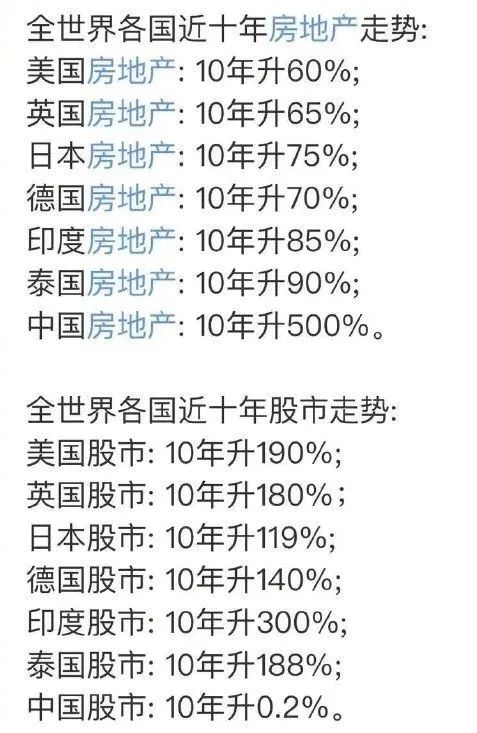 全世界各国近十年房地产走势:
美国房地产: 10年升60%;
英国房地产: 10年升65%;
日本房地产: 10年升75%;
德国房地产: 10年升70%;
印度房地产: 10年升85%;
泰国房地产: 10年升90%;
中国房地产: 10年升500%。
全世界各国近十年股市走势:
美国股市: 10年升190%;
英国股市: 10年升180%；
日本股市: 10年升119%;
德国股市: 10年升140%;
印度股市: 10年升300%;
泰国股市: 10年升188%;
中国股市: 10年升0.2%。